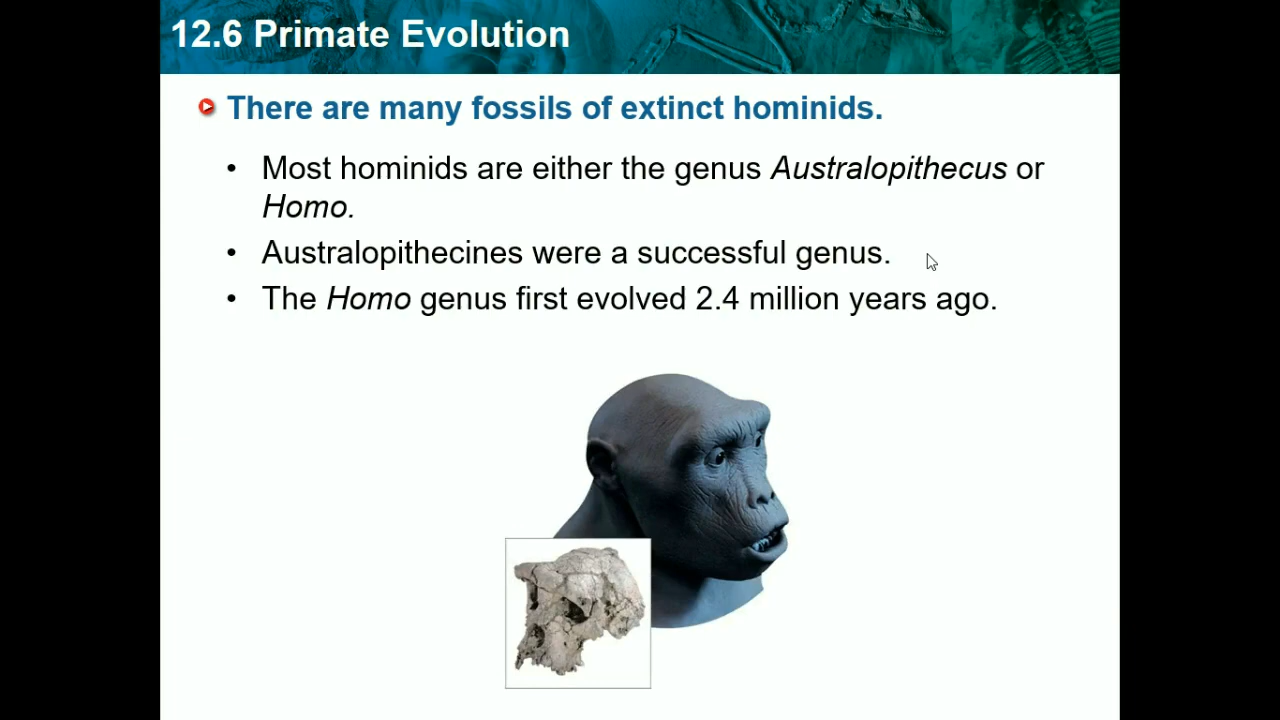 12.6 Primate Evolution
There are many fossils of extinct hominids.
• Most hominids are either the genus Australopithecus or
Homo.
• Australopithecines were a successful genus.
• The Homo genus first evolved 2.4 million years ago.